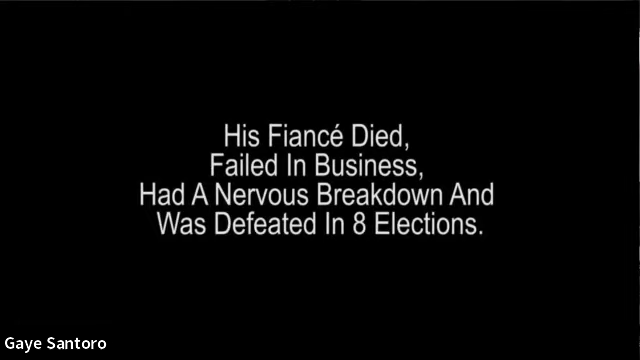 His Fiancé Died,
Failed In Business,
Had A Nervous Breakdown And
Was Defeated In 8 Elections.
Gaye Santoro